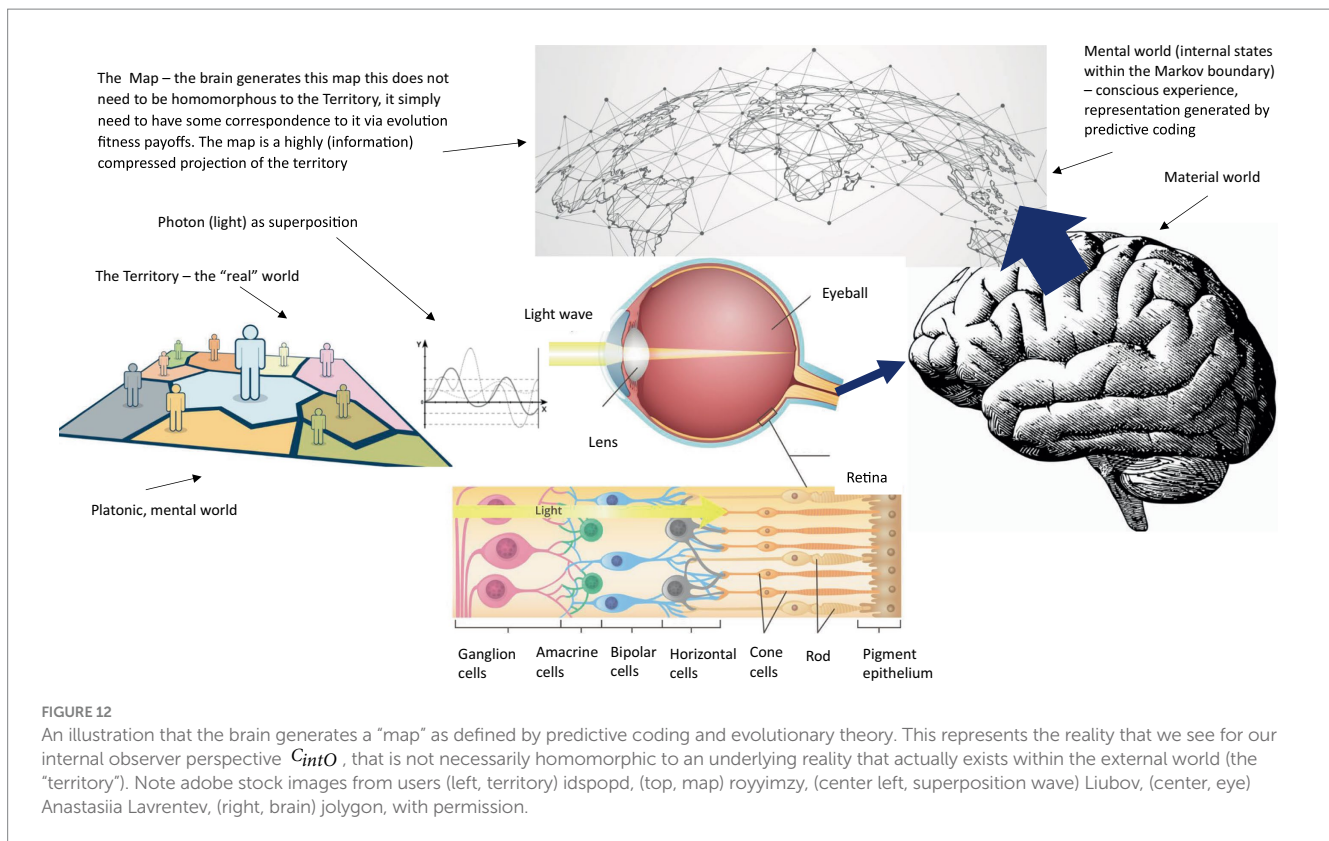 The Map – the brain generates this map this does not
need to be homomorphous to the Territory, it simply
need to have some correspondence to it via evolution
fitness payoffs. The map is a highly (information)
compressed projection of the territory
Mental world (internal states
within the Markov boundary)
– conscious experience,
representation generated by
predictive coding
Material world
Photon (light) as superposition
The Territory – the “real” world
Eyeball
Light wave
Y
X
Lens
Retina
Platonic, mental world
Light
Ganglion
cells
Amacrine
cells
Bipolar
cells
Horizontal
cells
Cone
cells
Rod
Pigment
epithelium
FIGURE 12
An illustration that the brain generates a “map” as defined by predictive coding and evolutionary theory. This represents the reality that we see for our
internal observer perspective CintO , that is not necessarily homomorphic to an underlying reality that actually exists within the external world (the
“territory”). Note adobe stock images from users (left, territory) idspopd, (top, map) royyimzy, (center left, superposition wave) Liubov, (center, eye)
Anastasiia Lavrentev, (right, brain) jolygon, with permission.